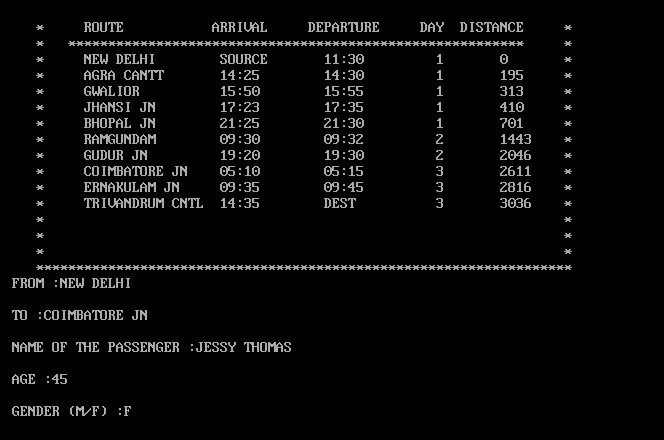 * ROUTE ARRIVAL DEPARTURE DAY DISTANCE *
* ********************************************************* *
* NEW DELHI SOURCE 11:30 1 0 *
* AGRA CANTT 14:25 14:30 1 195 *
* GWALIOR 15:50 15:55 1 313 *
* JHANSI JN 17:23 17:35 1 410 *
* BHOPAL JN 21:25 21:30 1 701 *
* RAMGUNDAM 09:30 09:32 2 1443 *
* GUDUR JN 19:20 19:30 2 2046 *
* COIMBATORE JN 05:10 05:15 3 2611 *
* ERNAKULAM JN 09:35 09:45 3 2816 *
* TRIVANDRUM CNTL 14:35 DEST 3 3036 *
* *
* *
* *
*******************************************************************
FROM :NEW DELHI
TO :COIMBATORE JN
NAME OF THE PASSENGER :JESSY THOMAS
AGE :45
GENDER (M/F) :F